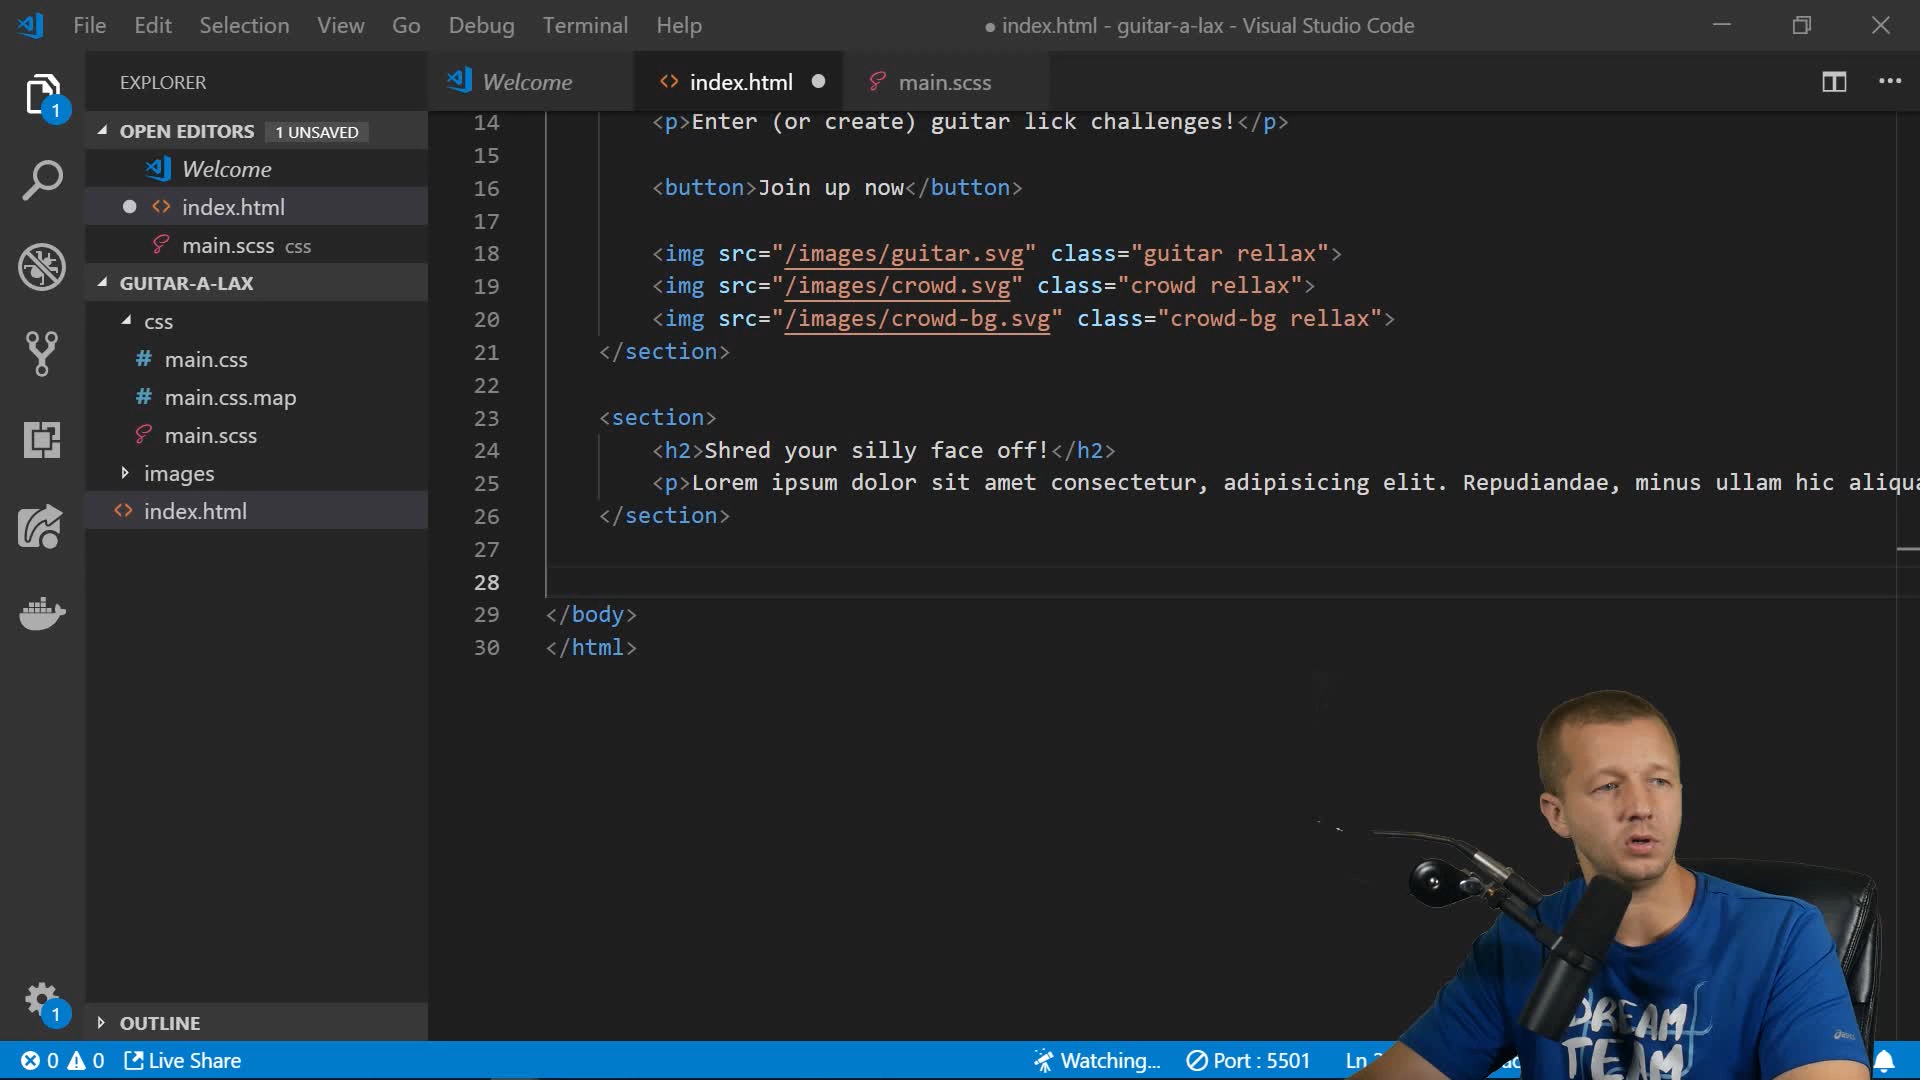 File Edit Selection View Go Debug Terminal Help
● index.html - guitar-a-lax - Visual Studio Code
EXPLORER
OPEN EDITORS 1 UNSAVED
Welcome
index.html
main.scss css
GUITAR-A-LAX
css
# main.css
# main.css.map
main.scss
images
<> index.html
OUTLINE
1
1
Welcome
<> index.html
main.scss
14 <p>Enter (or create) guitar lick challenges!</p>
15
16 <button>Join up now</button>
17
18 <img src="/images/guitar.svg" class="guitar rellax">
19 <img src="/images/crowd.svg" class="crowd rellax">
20 <img src="/images/crowd-bg.svg" class="crowd-bg rellax">
21 </section>
22
23 <section>
24 <h2>Shred your silly face off!</h2>
25 <p>Lorem ipsum dolor sit amet consectetur, adipisicing elit. Repudiandae, minus ullam hic aliqua
26 </section>
27
28
29 </body>
30 </html>
DREAM
TEAM
asics
0 0 Live Share
Watching... Port : 5501 Ln